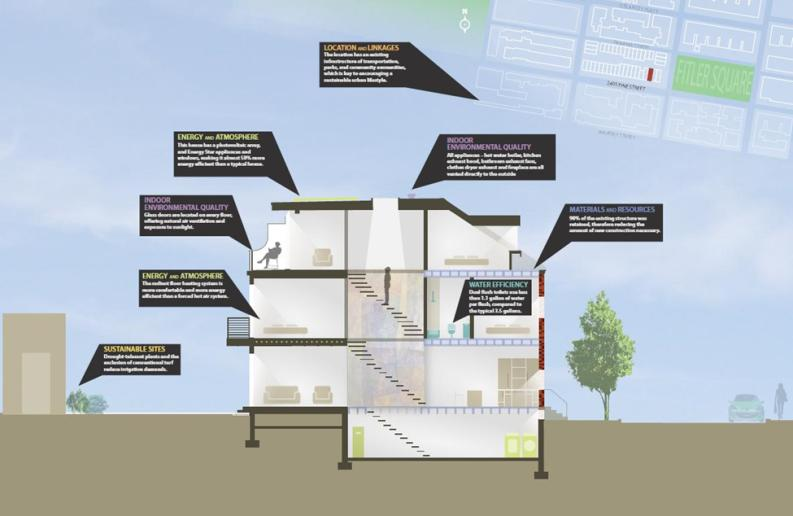 N
2401 PINE STREET
FITLER SQUARE
LOCATION AND LINKAGES
The location has an existing
infrastructure of transportation,
parks, and community amenities,
which is key to encouraging a
sustainable urban lifestyle.
ENERGY AND ATMOSPHERE
This house has a photovoltaic array,
and Energy Star appliances and
windows, making it almost 50% more
energy efficient than a typical home.
INDOOR
ENVIRONMENTAL QUALITY
All appliances - hot water boiler, kitchen
exhaust hood, bathroom exhaust fans,
clothes dryer exhaust and fireplace are all
vented directly to the outside
INDOOR
ENVIRONMENTAL QUALITY
Glass doors are located on every floor,
offering natural air ventilation and
exposure to sunlight.
MATERIALS AND RESOURCES
90% of the existing structure was
retained, therefore reducing the
amount of new construction necessary.
ENERGY AND ATMOSPHERE
The radiant floor heating system is
more comfortable and more energy
efficient than a forced hot air system.
WATER EFFICIENCY
Dual flush toilets use less
than 1.3 gallon of water
per flush, compared to
the typical 3.5 gallons.
SUSTAINABLE SITES
Drought-tolerant plants and the
exclusion of conventional turf
reduce irrigation demands.